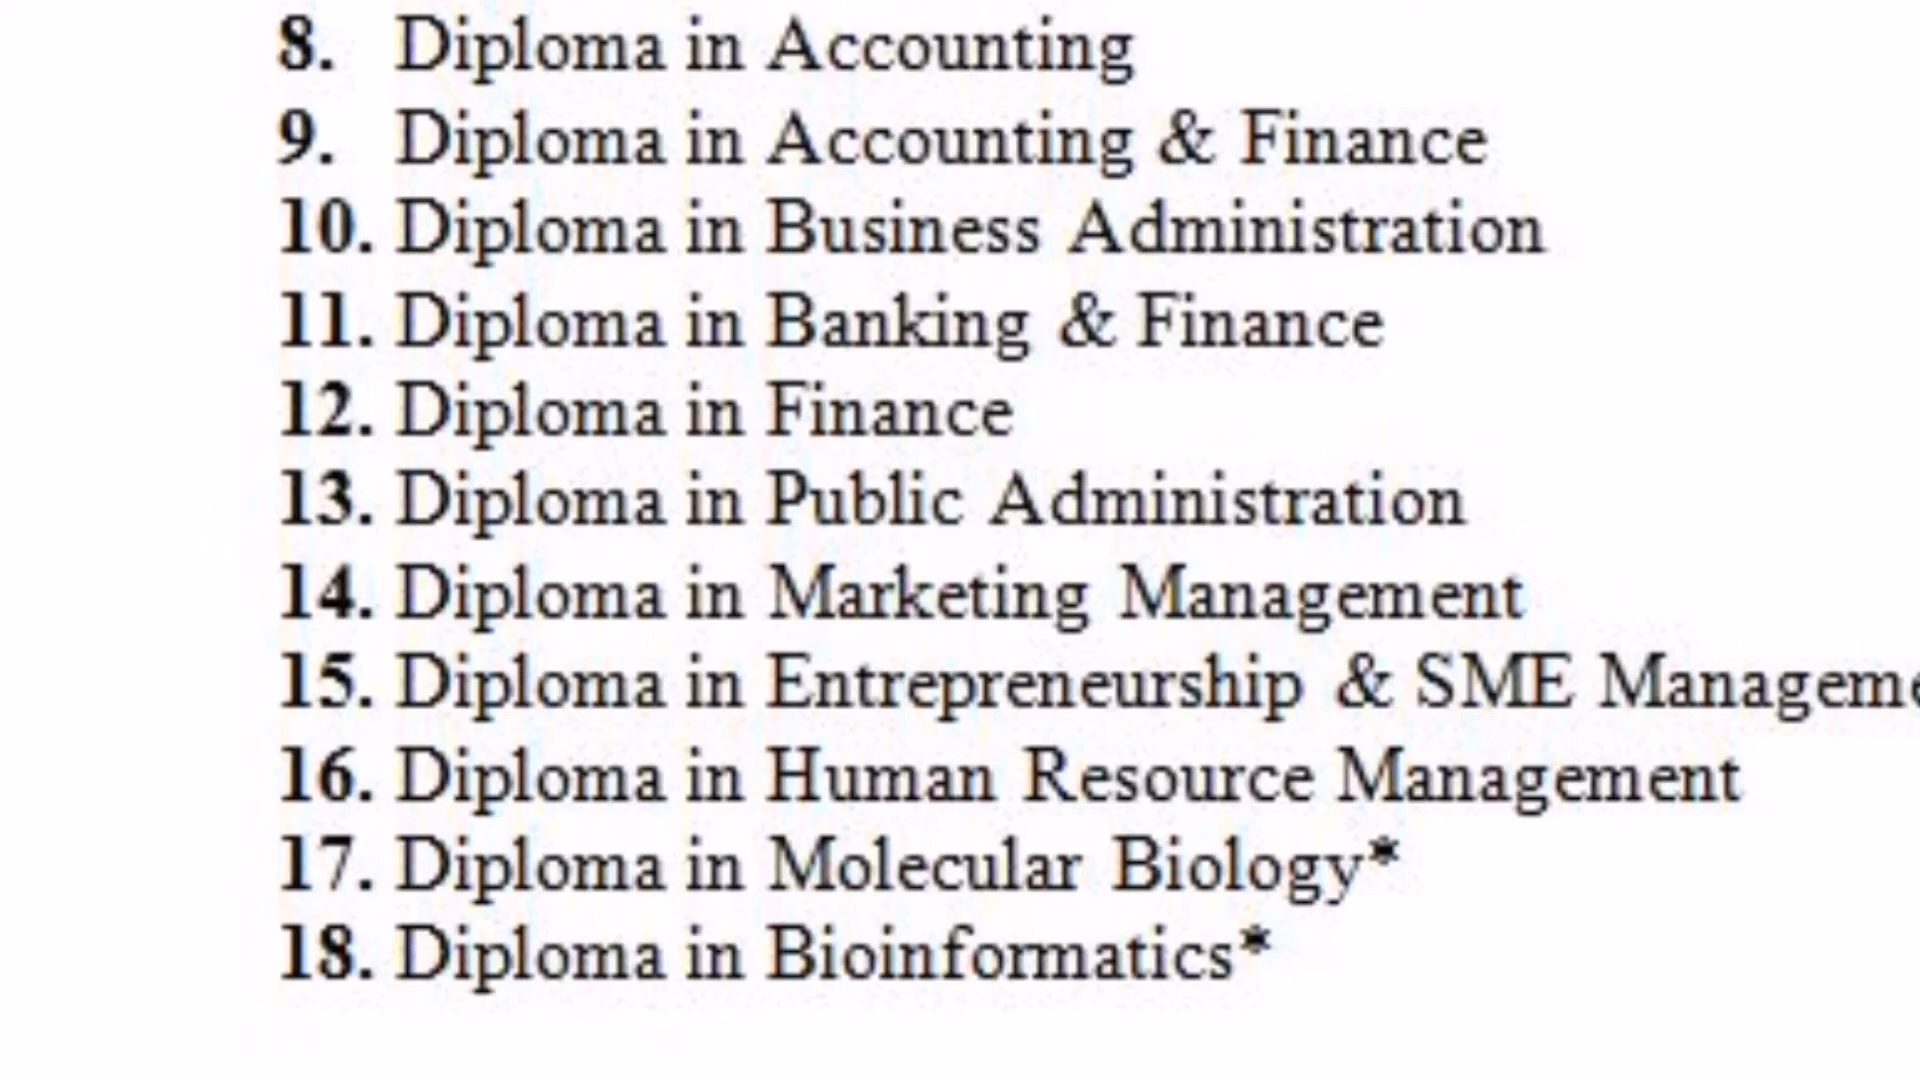 8. Diploma in Accounting
9. Diploma in Accounting & Finance
10. Diploma in Business Administration
11. Diploma in Banking & Finance
12. Diploma in Finance
13. Diploma in Public Administration
14. Diploma in Marketing Management
15. Diploma in Entrepreneurship & SME
16. Diploma in Human Resource Management
17. Diploma in Molecular Biology*
18. Diploma in Bioinformatics*